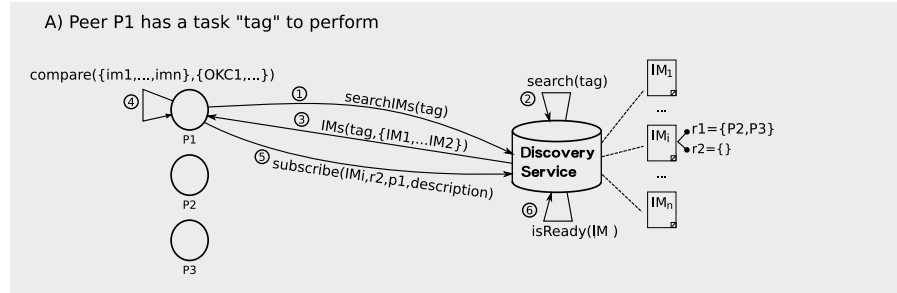 A) Peer P1 has a task "tag" to perform
compare({im1,...,imn},{OKC1,...})
④
P1
P2
P3
①
searchIMs(tag)
③
IMs(tag,{IM1,...IM2})
⑤
subscribe(IMi,r2,p1,description)
search(tag)
②
Discovery
Service
⑥
isReady(IM )
IM₁
...
IMᵢ
r1={P2,P3}
r2={}
...
IMₙ